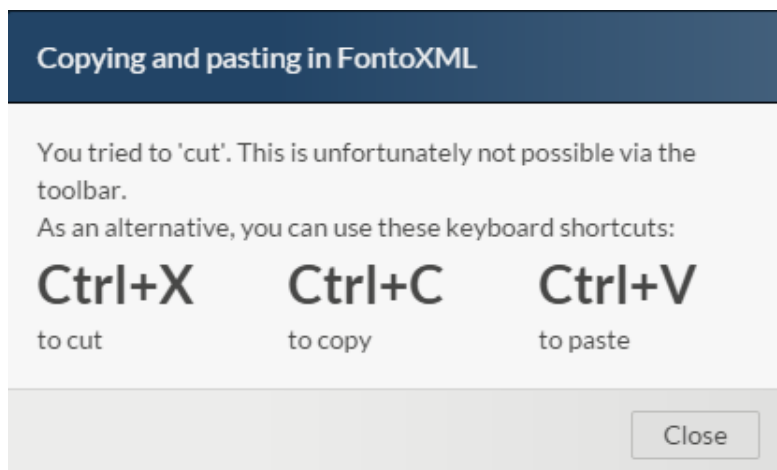 Copying and pasting in FontoXML
You tried to 'cut'. This is unfortunately not possible via the
toolbar.
As an alternative, you can use these keyboard shortcuts:
Ctrl+X Ctrl+C Ctrl+V
to cut to copy to paste
Close